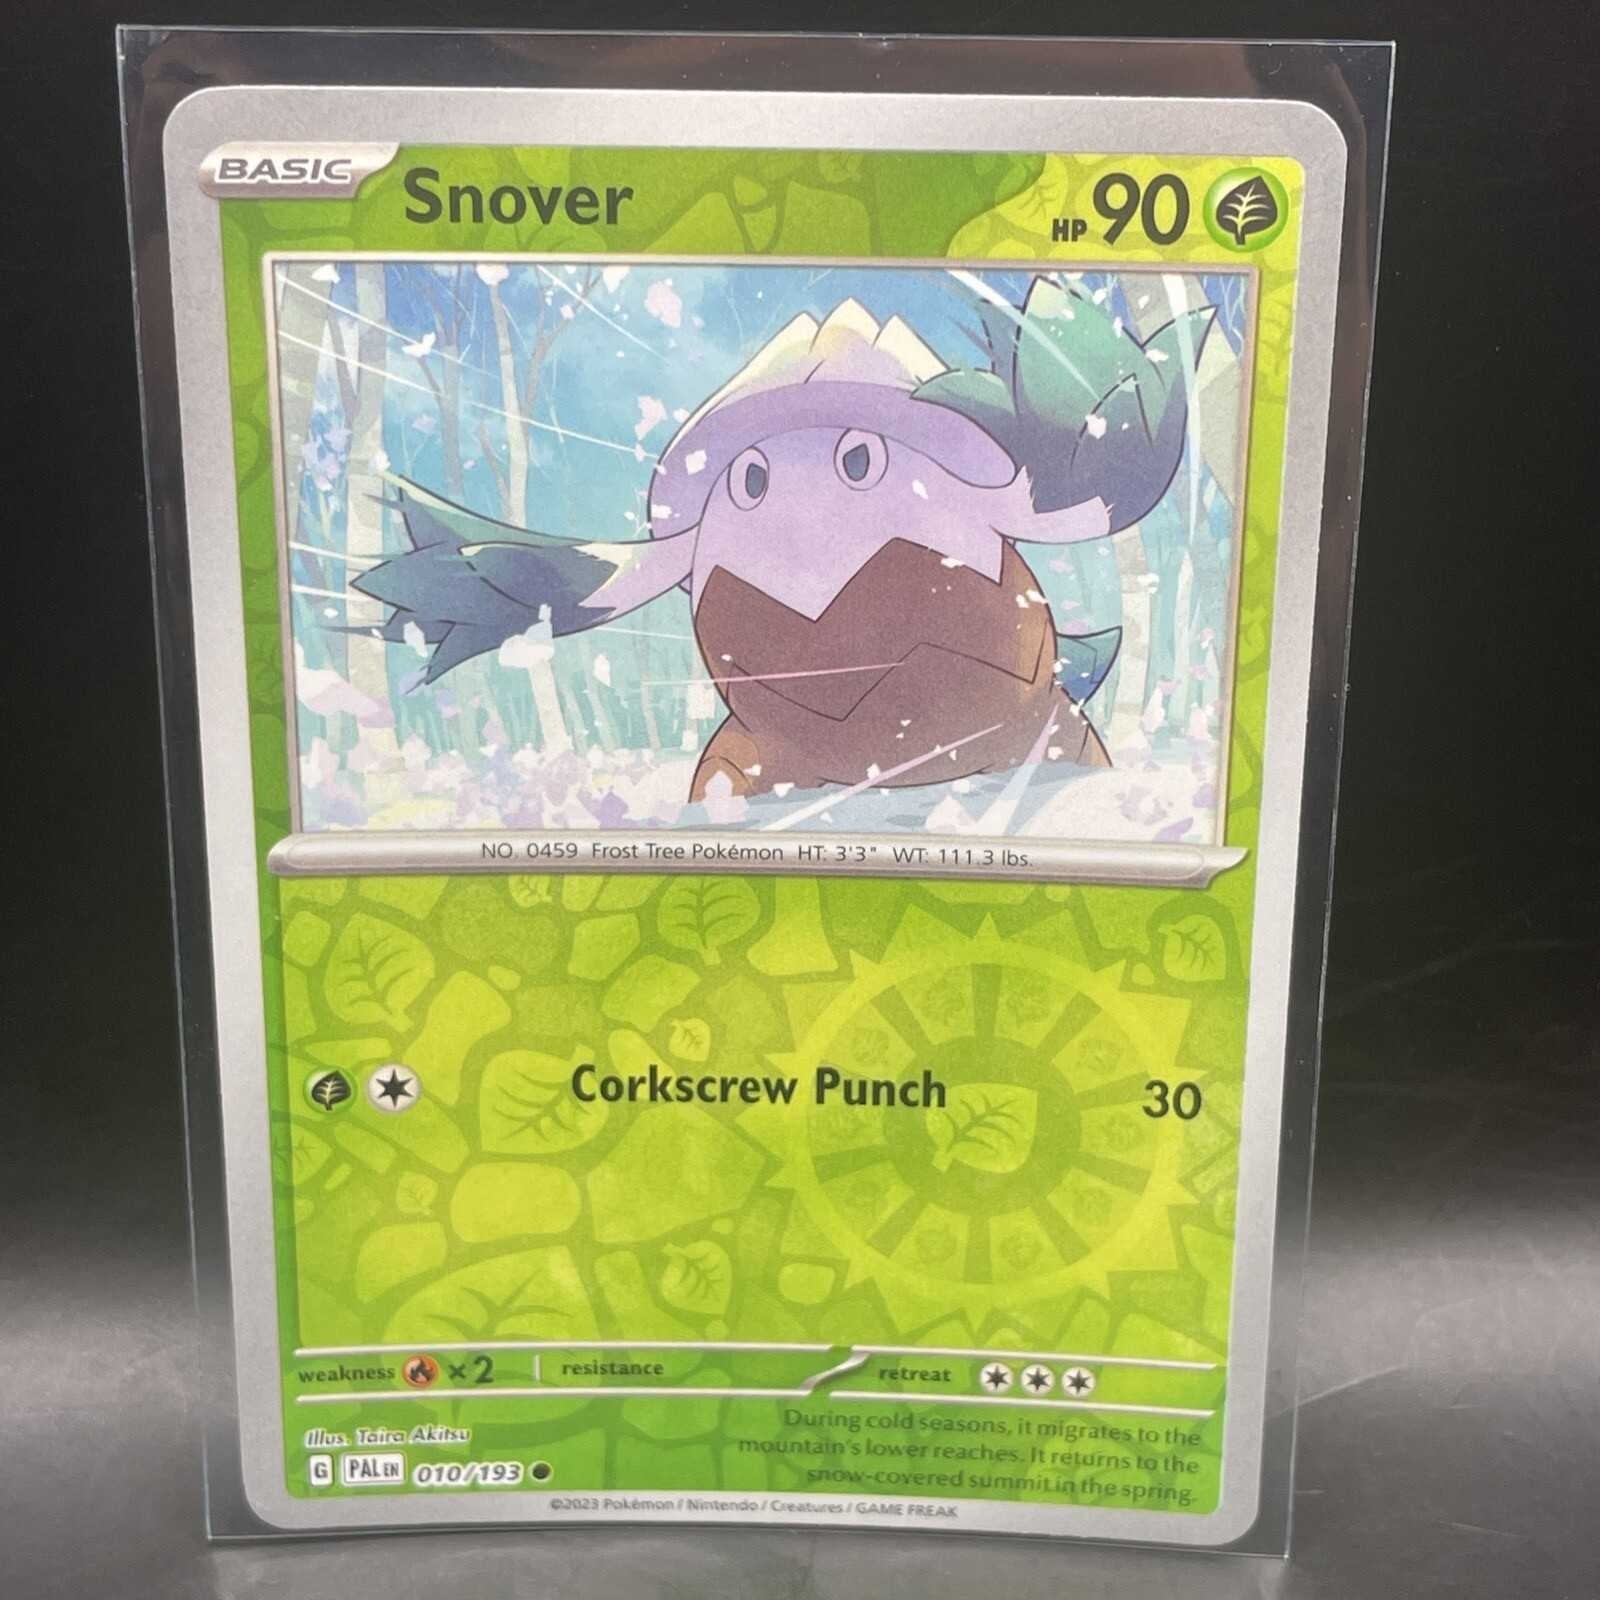 BASIC Snover HP 90
NO. 0459 Frost Tree Pokémon HT: 3'3" WT: 111.3 lbs.
Corkscrew Punch 30
weakness ×2 resistance retreat
During cold seasons, it migrates to the
mountain's lower reaches. It returns to the
snow-covered summit in the spring.
Illus. Taira Akitsu
G PAL EN 010/193
©2023 Pokémon / Nintendo / Creatures / GAME FREAK